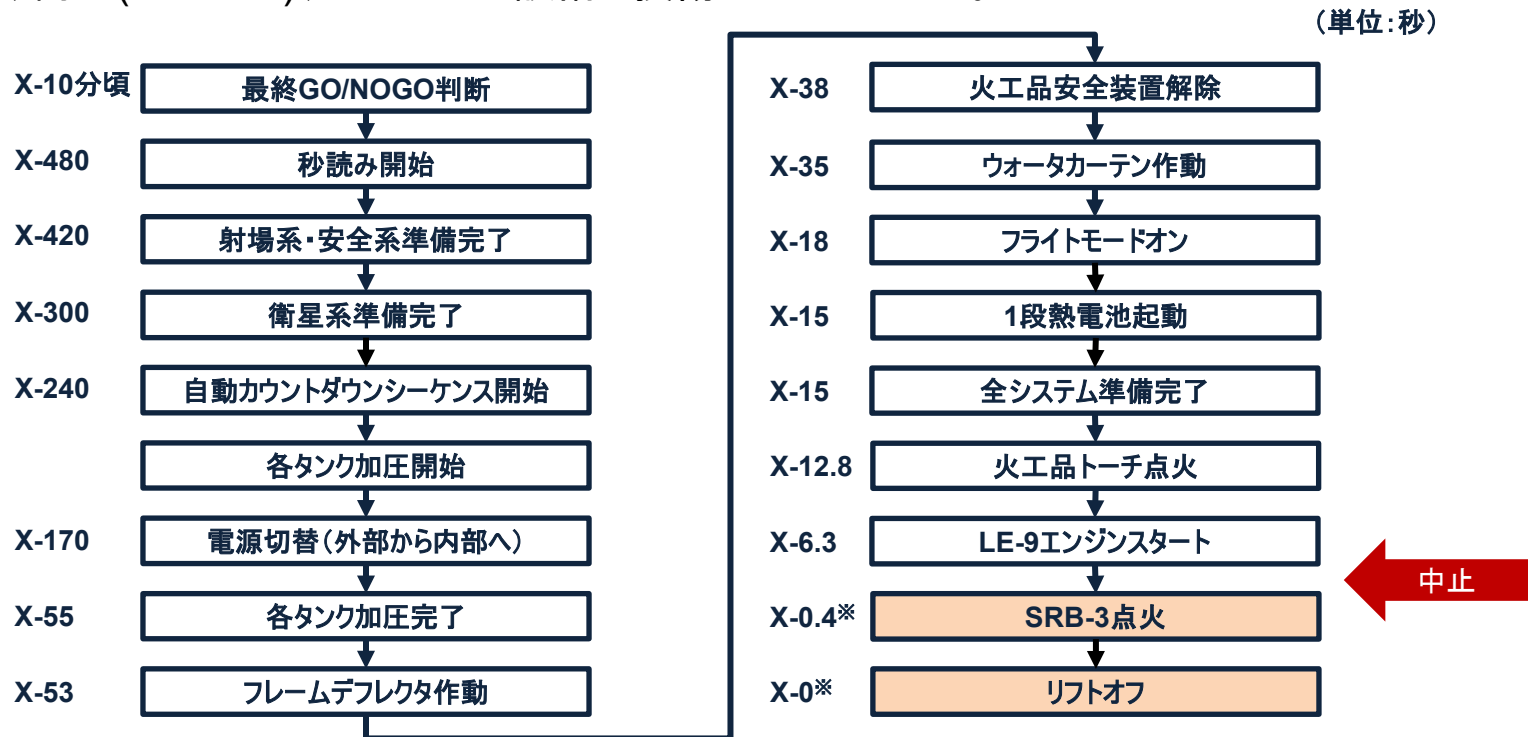 （単位：秒）
X-10分頃 最終GO/NOGO判断
X-480 秒読み開始
X-420 射場系・安全系準備完了
X-300 衛星系準備完了
X-240 自動カウントダウンシーケンス開始
各タンク加圧開始
X-170 電源切替（外部から内部へ）
X-55 各タンク加圧完了
X-53 フレームデフレクタ作動
X-38 火工品安全装置解除
X-35 ウォータカーテン作動
X-18 フライトモードオン
X-15 1段熱電池起動
X-15 全システム準備完了
X-12.8 火工品トーチ点火
X-6.3 LE-9エンジンスタート
中止
X-0.4※ SRB-3点火
X-0※ リフトオフ